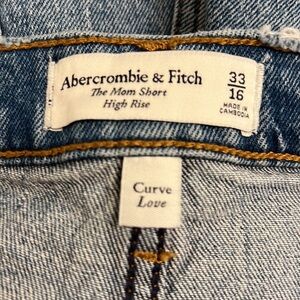 Abercrombie & Fitch
The Mom Short
High Rise
33
16
MADE IN
CAMBODIA
Curve
Love